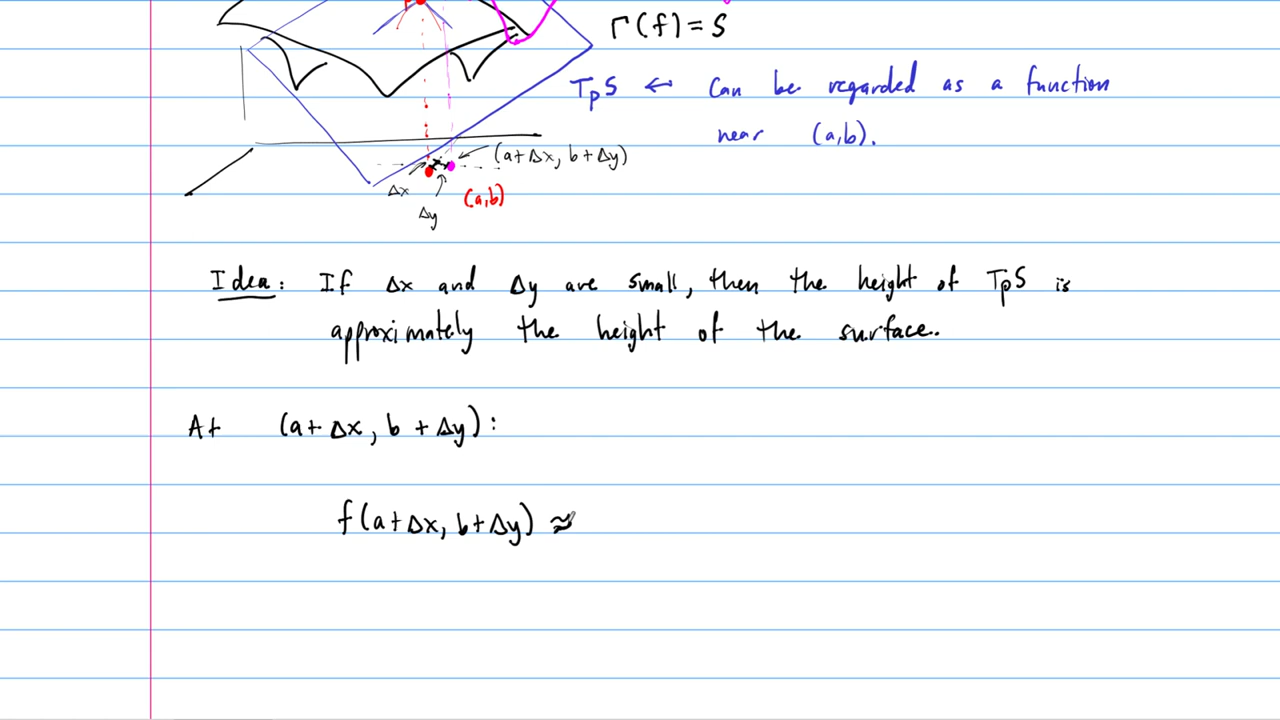 Γ(f) = S
TpS ← Can be regarded as a function
near (a,b).
(a+Δx, b+Δy)
Δx
(a,b)
Δy
Idea: If Δx and Δy are small, then the height of TpS is
approximately the height of the surface.
At (a+Δx, b+Δy):
f(a+Δx, b+Δy) ≈